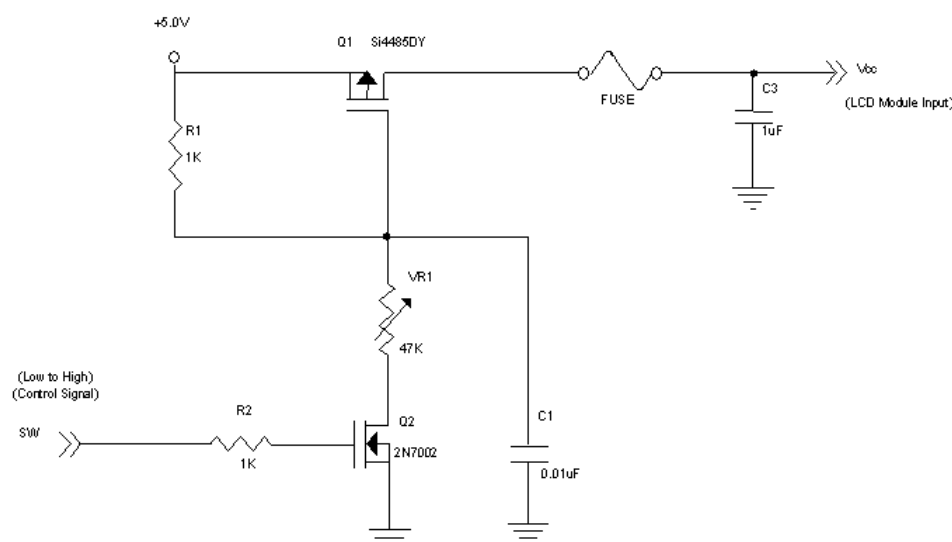 +5.0V
Q1 Si4485DY
R1
1K
FUSE
C3
1uF
Vcc
(LCD Module Input)
VR1
47K
(Low to High)
(Control Signal)
SW
R2
1K
Q2
2N7002
C1
0.01uF